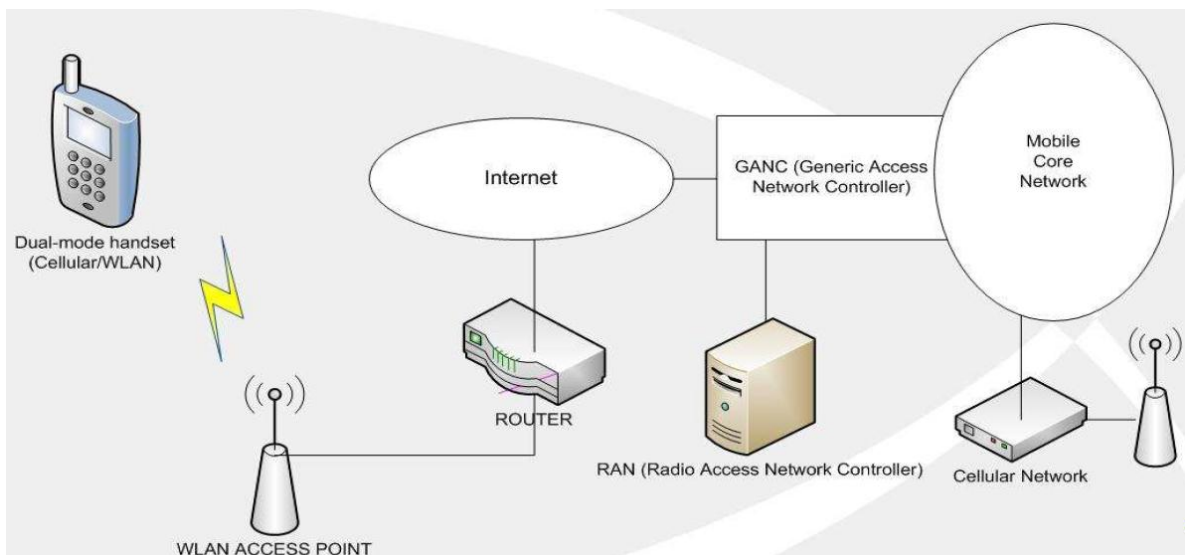 Dual-mode handset
(Cellular/WLAN)
Internet
GANC (Generic Access
Network Controller)
Mobile
Core
Network
ROUTER
RAN (Radio Access Network Controller)
Cellular Network
WLAN ACCESS POINT